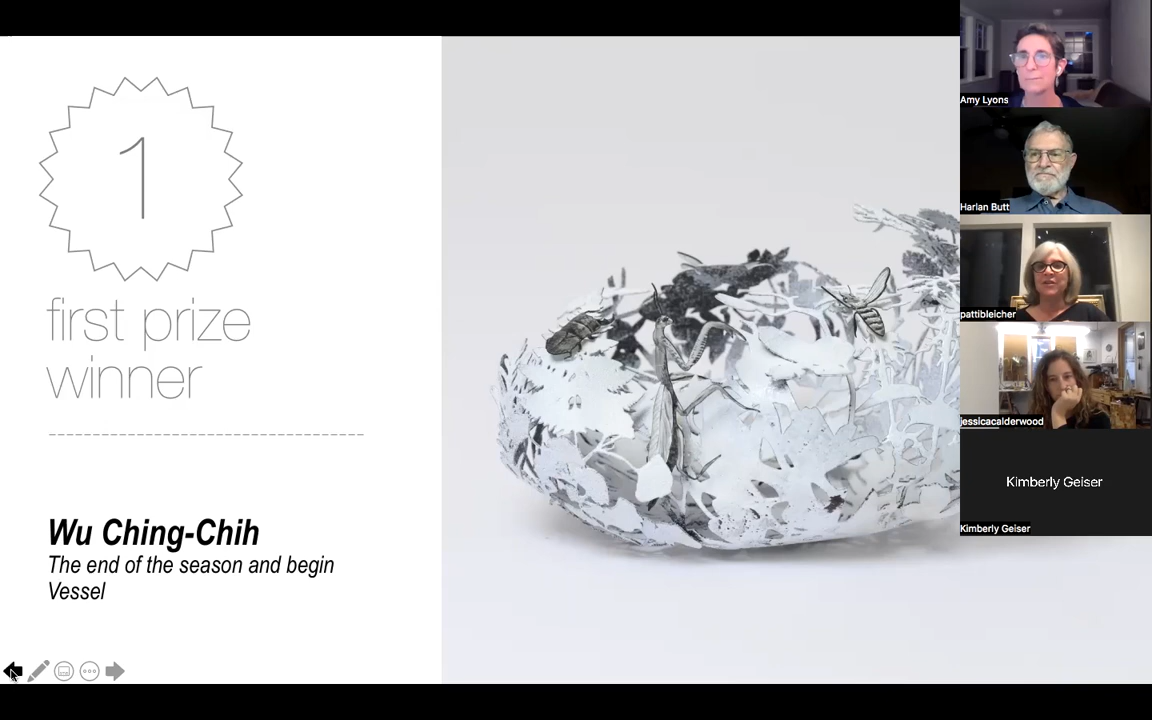 1
first prize
winner
Wu Ching-Chih
The end of the season and begin
Vessel
Amy Lyons
Harlan Butt
pattibleicher
jessicacalderwood
Kimberly Geiser
Kimberly Geiser